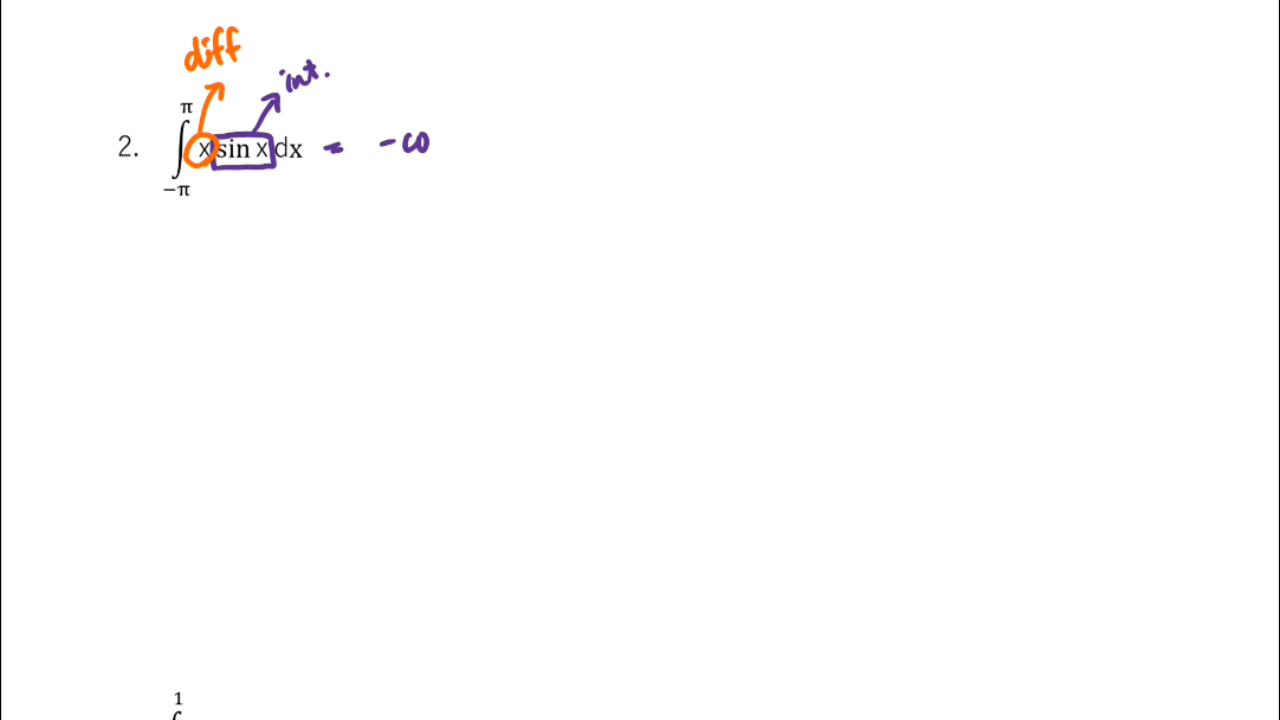 diff
int.
2. ∫_{-π}^{π} x sin x dx = -co
1